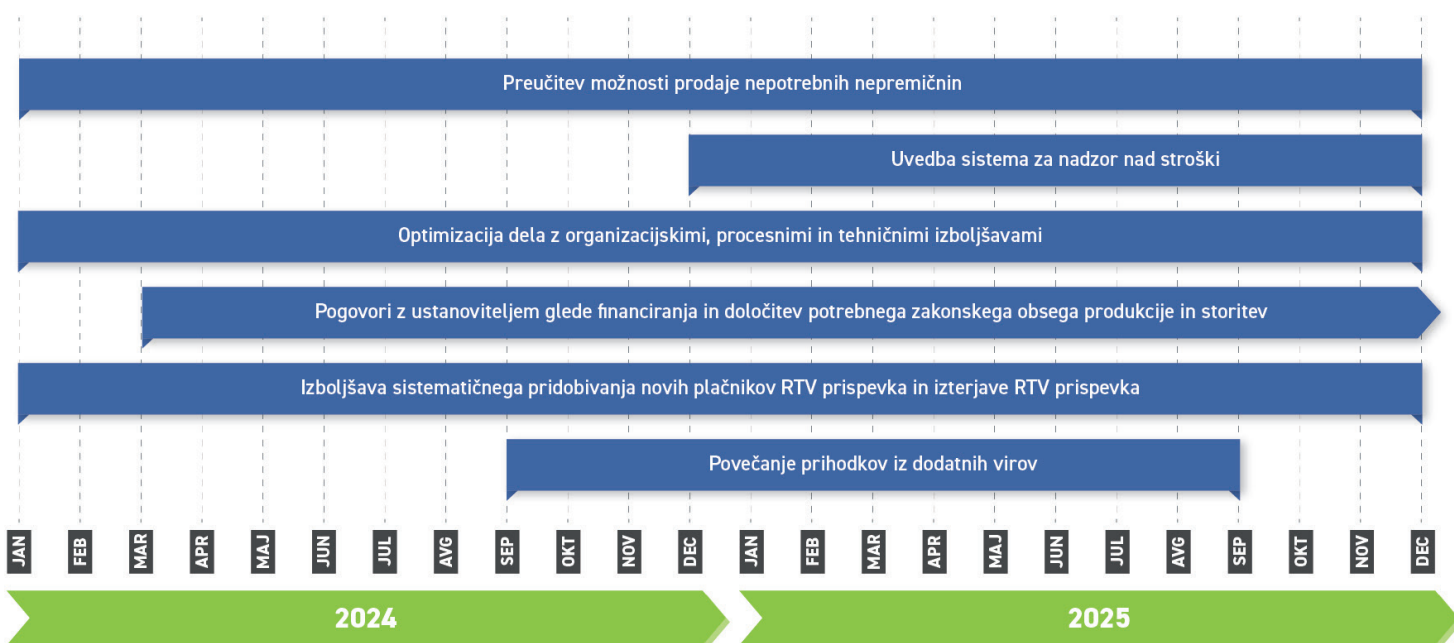 Preučitev možnosti prodaje nepotrebnih nepremičnin
Uvedba sistema za nadzor nad stroški
Optimizacija dela z organizacijskimi, procesnimi in tehničnimi izboljšavami
Pogovori z ustanoviteljem glede financiranja in določitev potrebnega zakonskega obsega produkcije in storitev
Izboljšava sistematičnega pridobivanja novih plačnikov RTV prispevka in izterjave RTV prispevka
Povečanje prihodkov iz dodatnih virov
JAN FEB MAR APR MAJ JUN JUL AVG SEP OKT NOV DEC JAN FEB MAR APR MAJ JUN JUL AVG SEP OKT NOV DEC
2024 2025